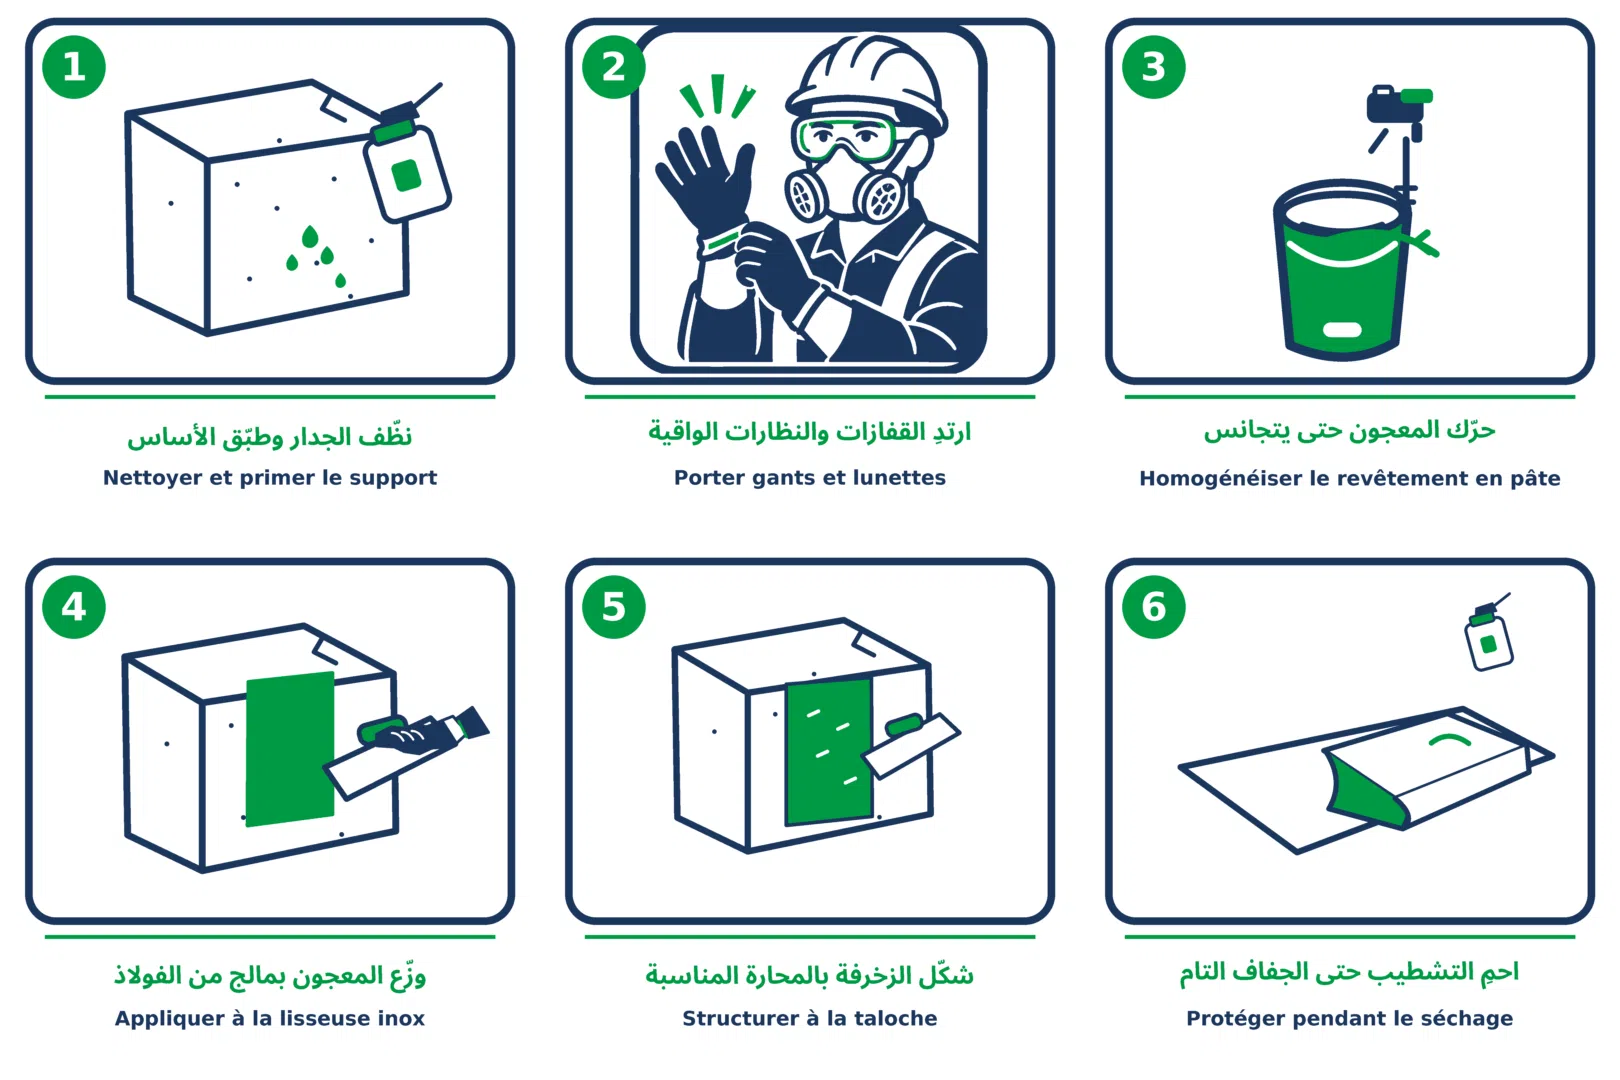 1
نظّف الجدار وطبّق الأساس
Nettoyer et primer le support
2
ارتدِ القفازات والنظارات الواقية
Porter gants et lunettes
3
حرّك المعجون حتى يتجانس
Homogénéiser le revêtement en pâte
4
وزّع المعجون بمالج من الفولاذ
Appliquer à la lisseuse inox
5
شكّل الزخرفة بالمحارة المناسبة
Structurer à la taloche
6
احمِ التشطيب حتى الجفاف التام
Protéger pendant le séchage